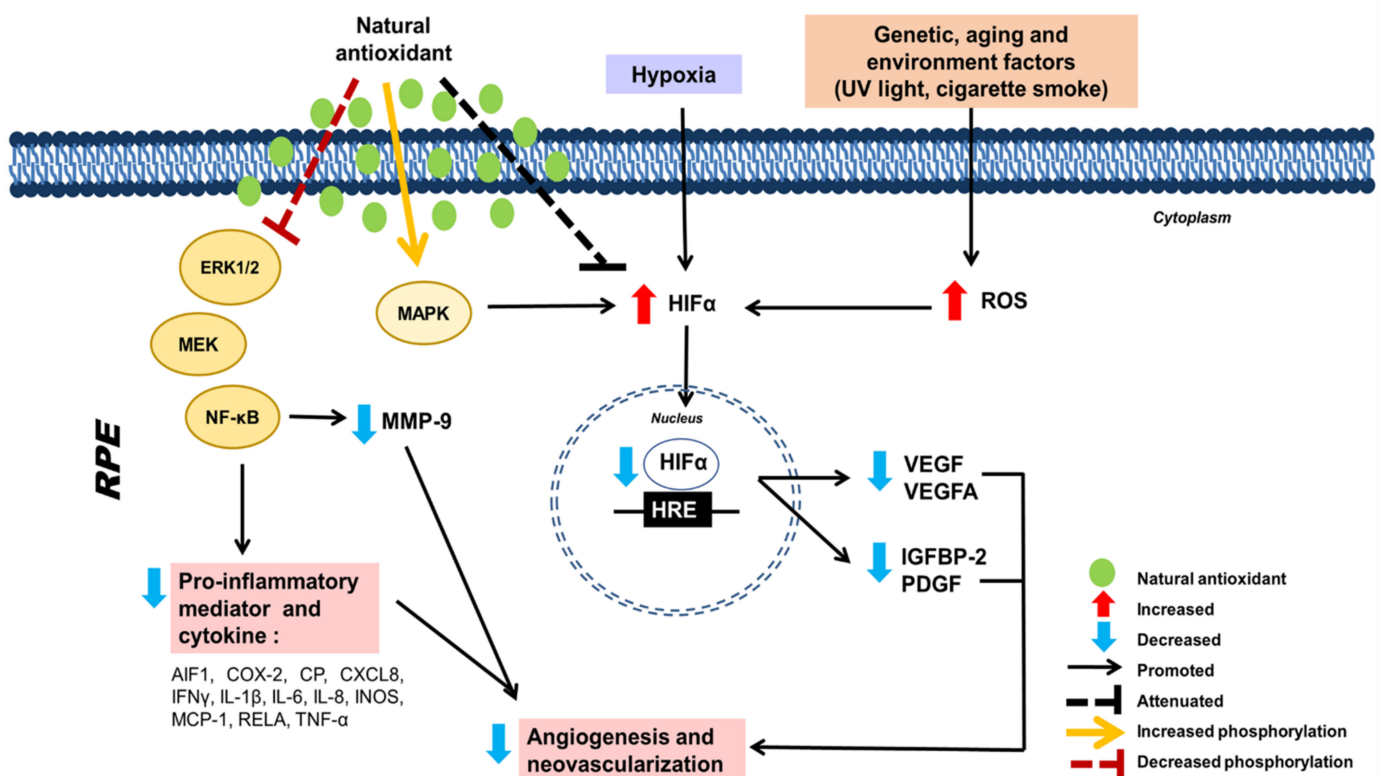 Natural
antioxidant
Hypoxia
Genetic, aging and
environment factors
(UV light, cigarette smoke)
Cytoplasm
ERK1/2
MAPK
HIFα
ROS
MEK
NF-κB
MMP-9
RPE
Nucleus
HIFα
HRE
VEGF
VEGFA
IGFBP-2
PDGF
Pro-inflammatory
mediator and
cytokine :
AIF1, COX-2, CP, CXCL8,
IFNγ, IL-1β, IL-6, IL-8, INOS,
MCP-1, RELA, TNF-α
Angiogenesis and
neovascularization
Natural antioxidant
Increased
Decreased
Promoted
Attenuated
Increased phosphorylation
Decreased phosphorylation